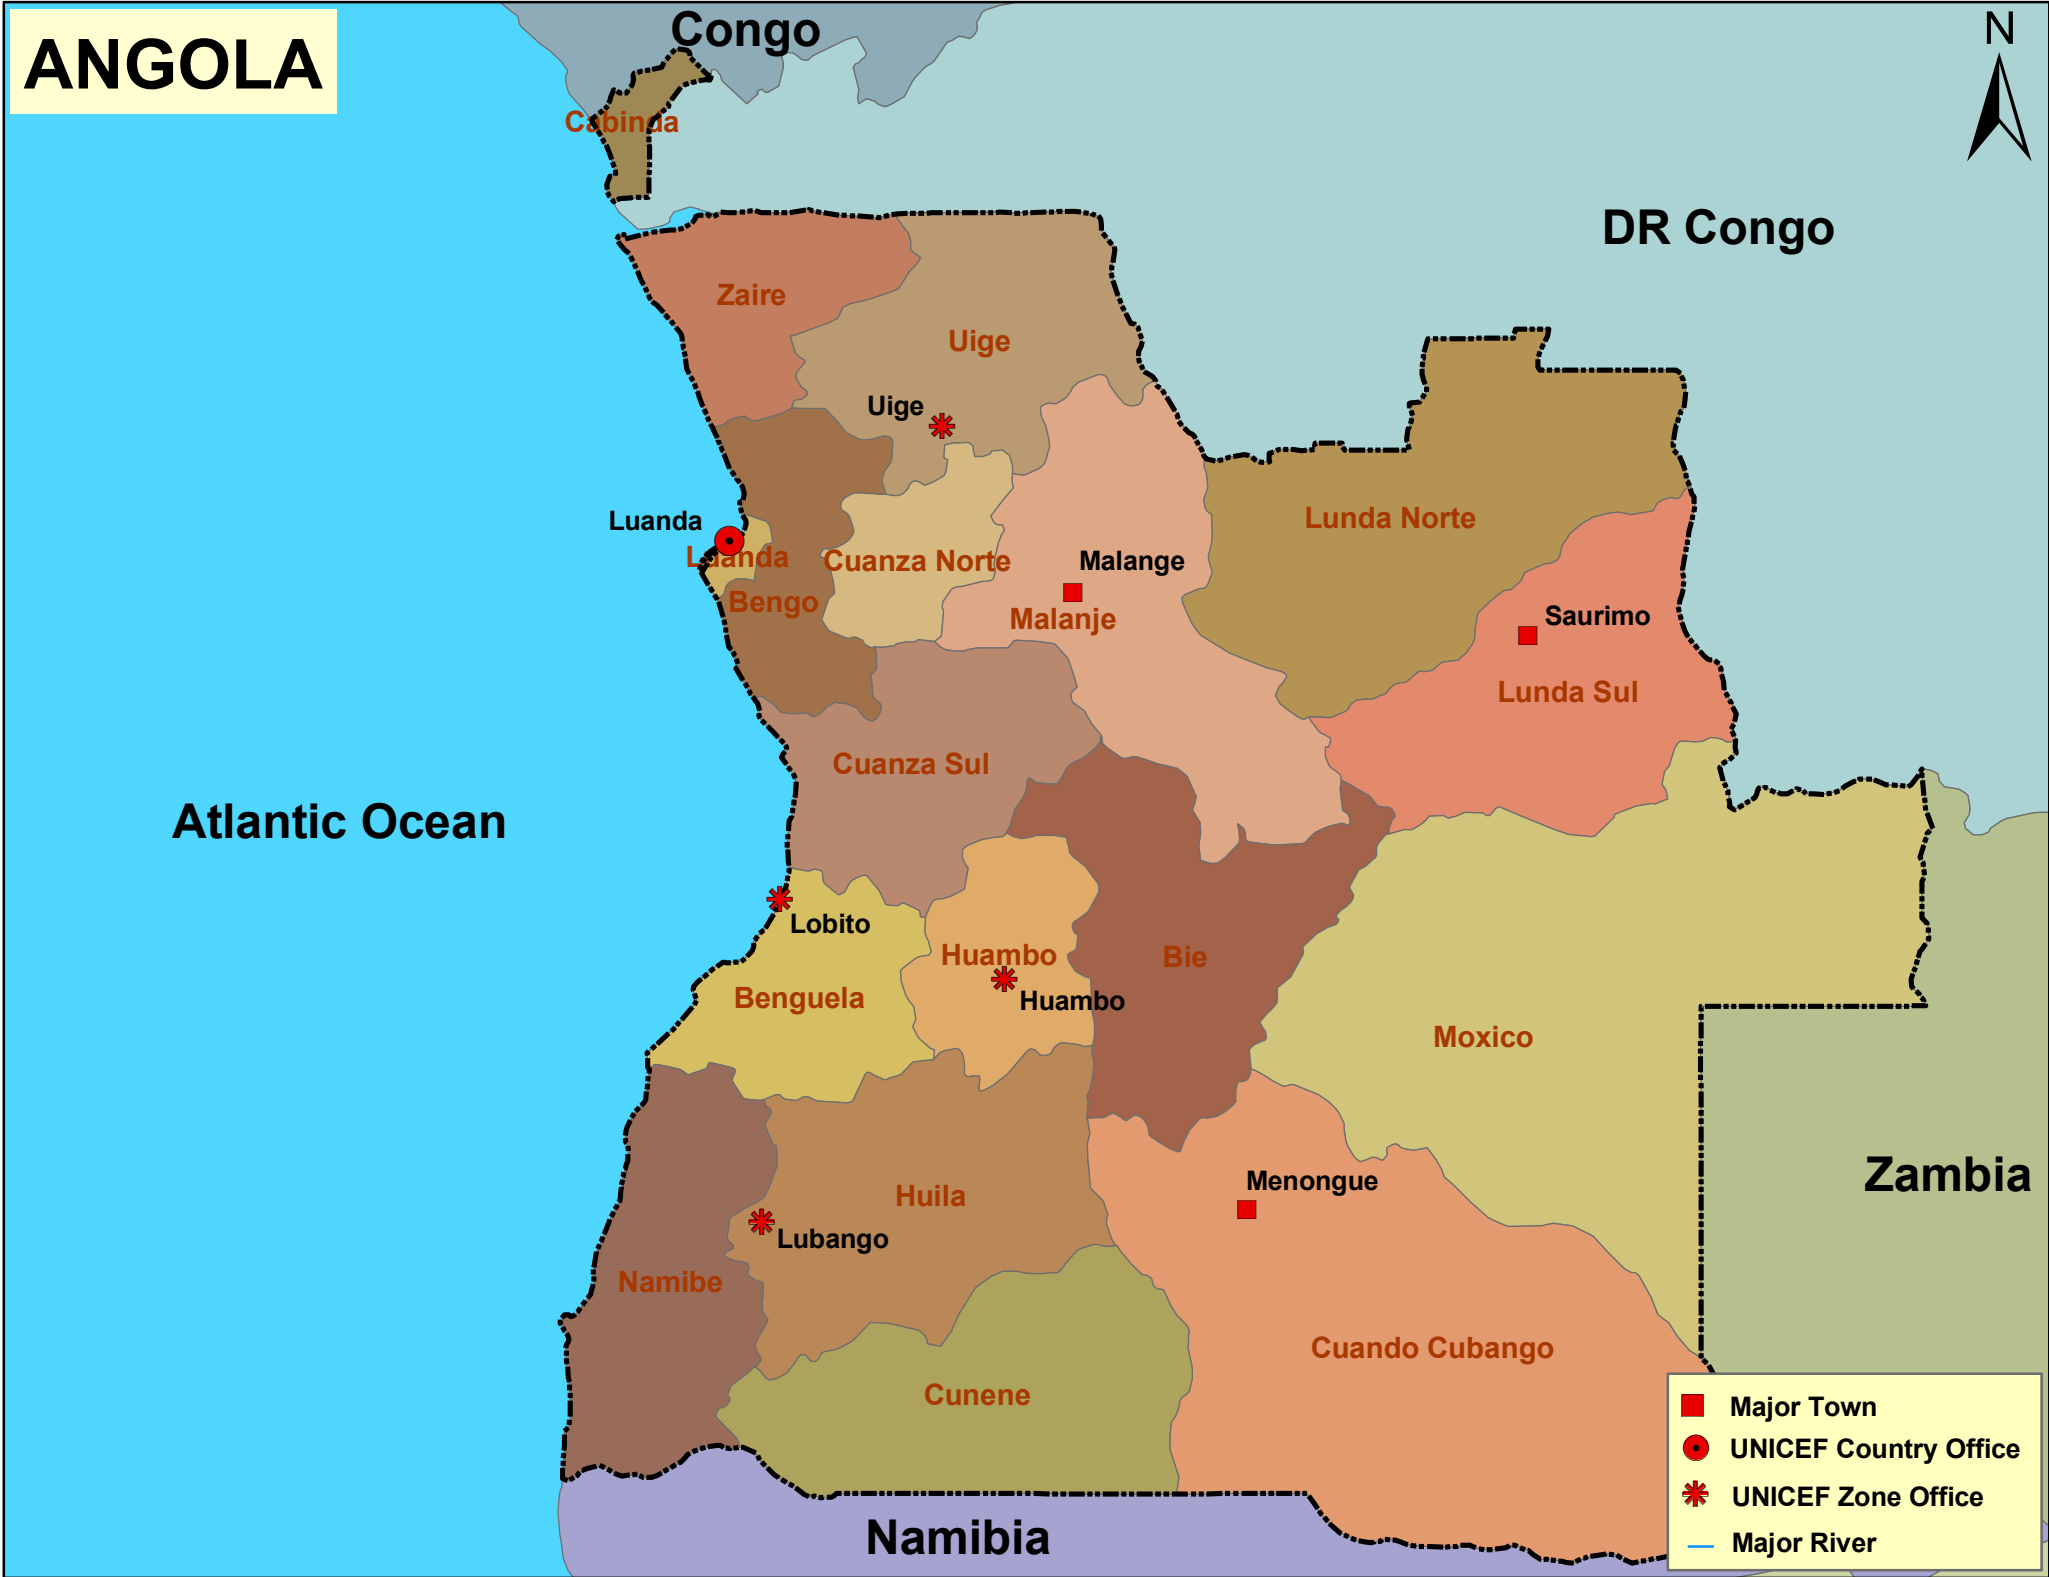 ANGOLA
Congo
N
Cabinda
DR Congo
Zaire
Uige
Uige
Luanda
Luanda
Lunda Norte
Cuanza Norte
Malange
Bengo
Malanje
Saurimo
Lunda Sul
Cuanza Sul
Atlantic Ocean
Lobito
Huambo
Bie
Benguela
Huambo
Moxico
Zambia
Menongue
Huila
Lubango
Namibe
Cuando Cubango
Cunene
Major Town
UNICEF Country Office
UNICEF Zone Office
Major River
Namibia